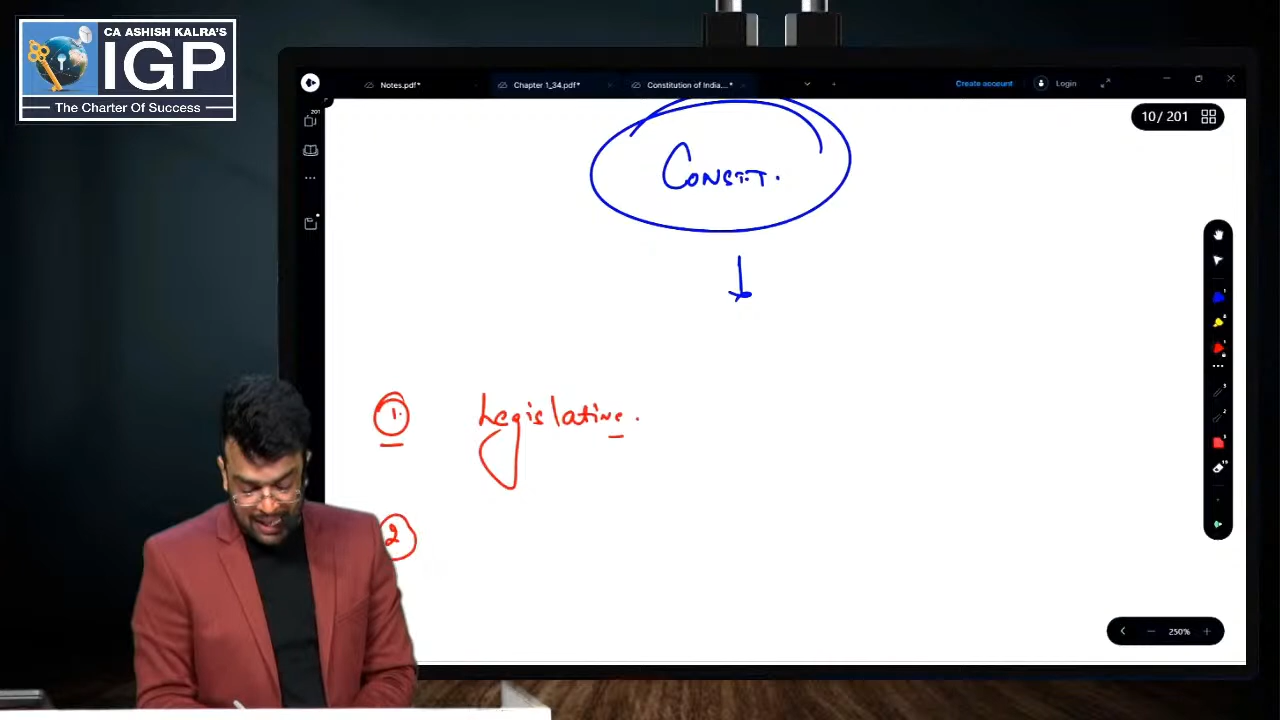 CA ASHISH KALRA'S
IGP
The Charter Of Success
Notes.pdf*
Chapter 1_34.pdf*
Constitution of India....*
Create account
Login
201
10/ 201
CONSTT.
1. Legislative.
2
250%